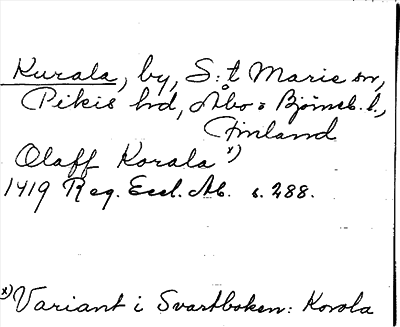 Kurala, by, S:t Marie sn,
Pikis hd, Åbo o Björneb. l.,
Finland
Olaff Korala x)
1419 Reg. Eccl. Ab. s. 288.
x) Variant i Svartboken: Korola